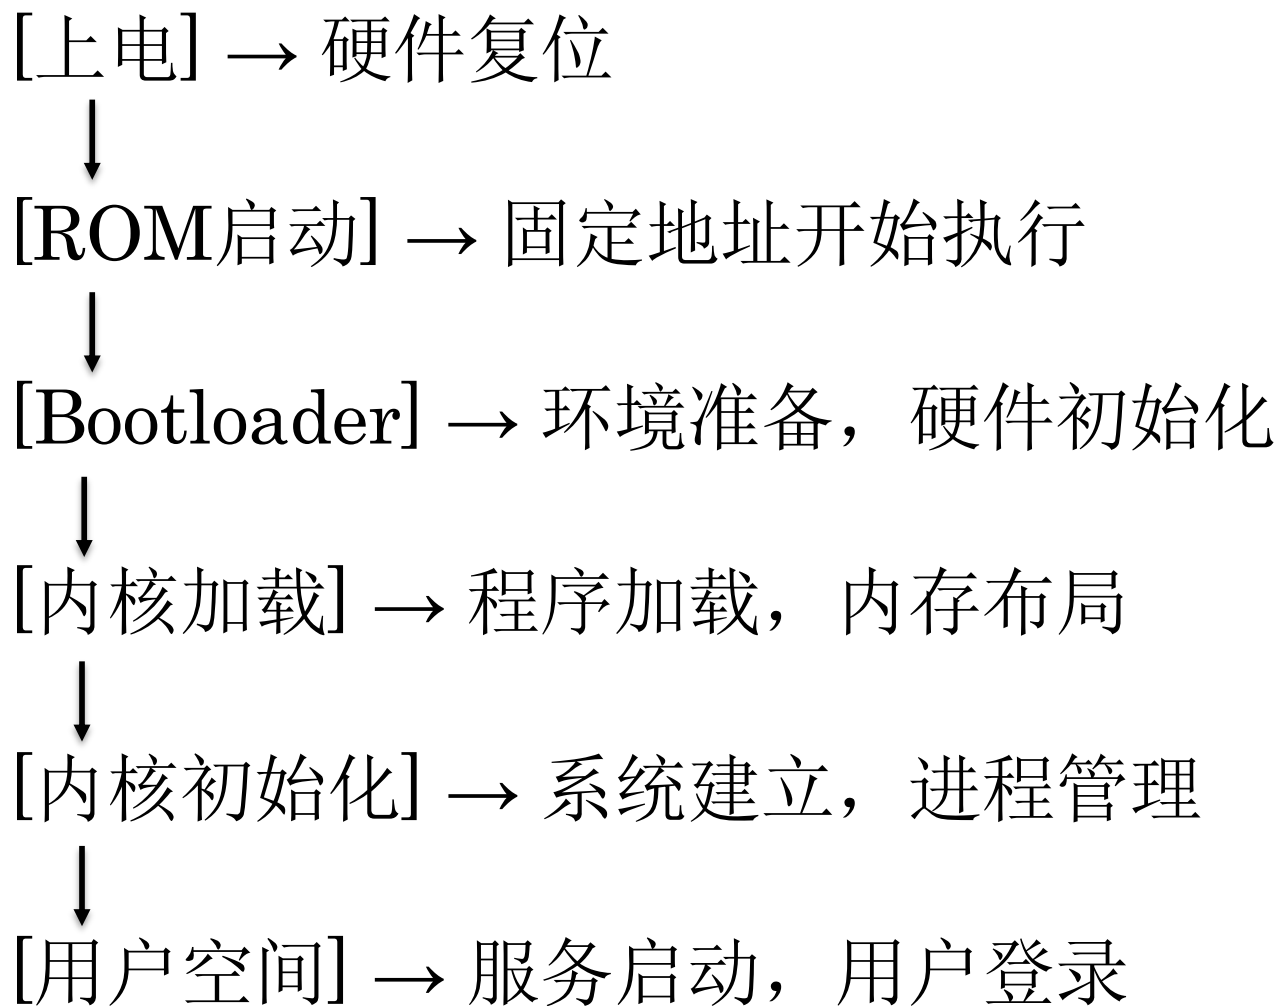 [上电] → 硬件复位
[ROM启动] → 固定地址开始执行
[Bootloader] → 环境准备，硬件初始化
[内核加载] → 程序加载，内存布局
[内核初始化] → 系统建立，进程管理
[用户空间] → 服务启动，用户登录